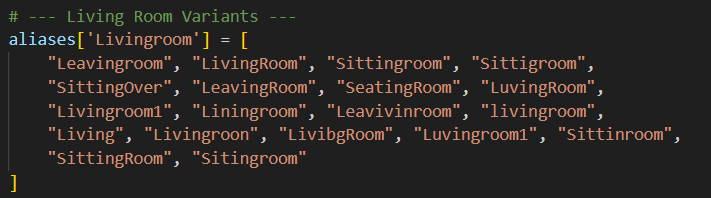 # --- Living Room Variants ---
aliases['Livingroom'] = [
"Leavingroom", "LivingRoom", "Sittingroom", "Sittigroom",
"SittingOver", "LeavingRoom", "SeatingRoom", "LuvingRoom",
"Livingroom1", "Liningroom", "Leavivinroom", "livingroom",
"Living", "Livingroon", "LivibgRoom", "Luvingroom1", "Sittinroom",
"SittingRoom", "Sitingroom"
]